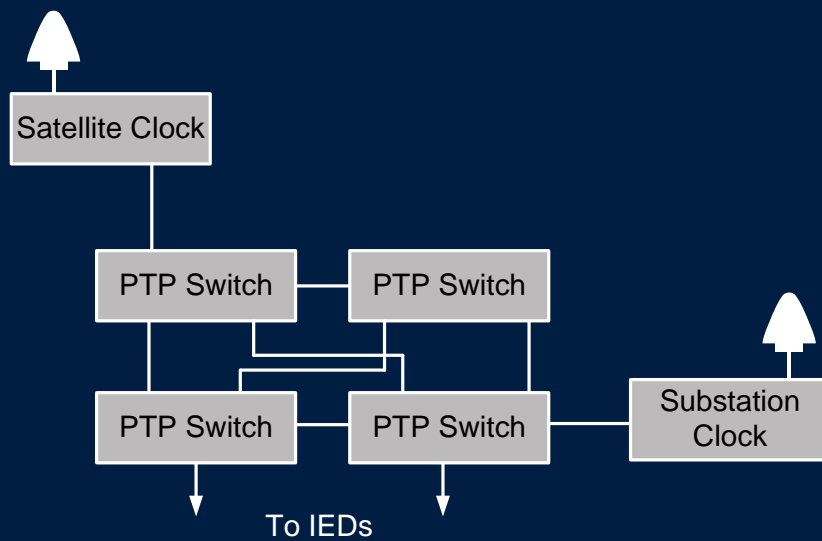 Satellite Clock
PTP Switch
PTP Switch
PTP Switch
PTP Switch
Substation
Clock
To IEDs